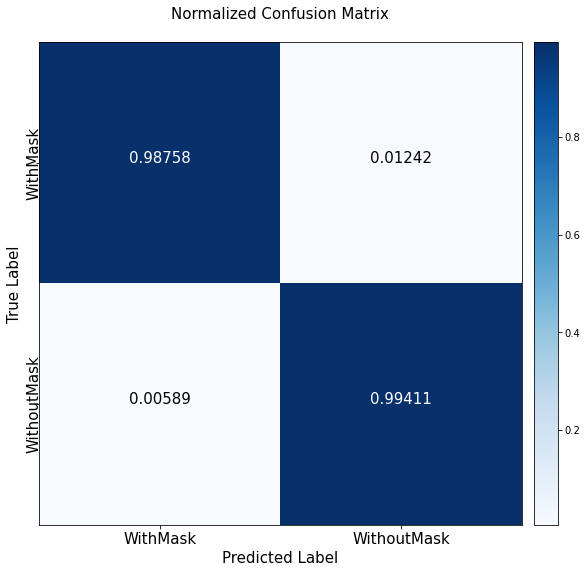 Normalized Confusion Matrix
True Label
WithMask
WithoutMask
0.98758
0.01242
0.00589
0.99411
WithMask
WithoutMask
Predicted Label
0.8
0.6
0.4
0.2